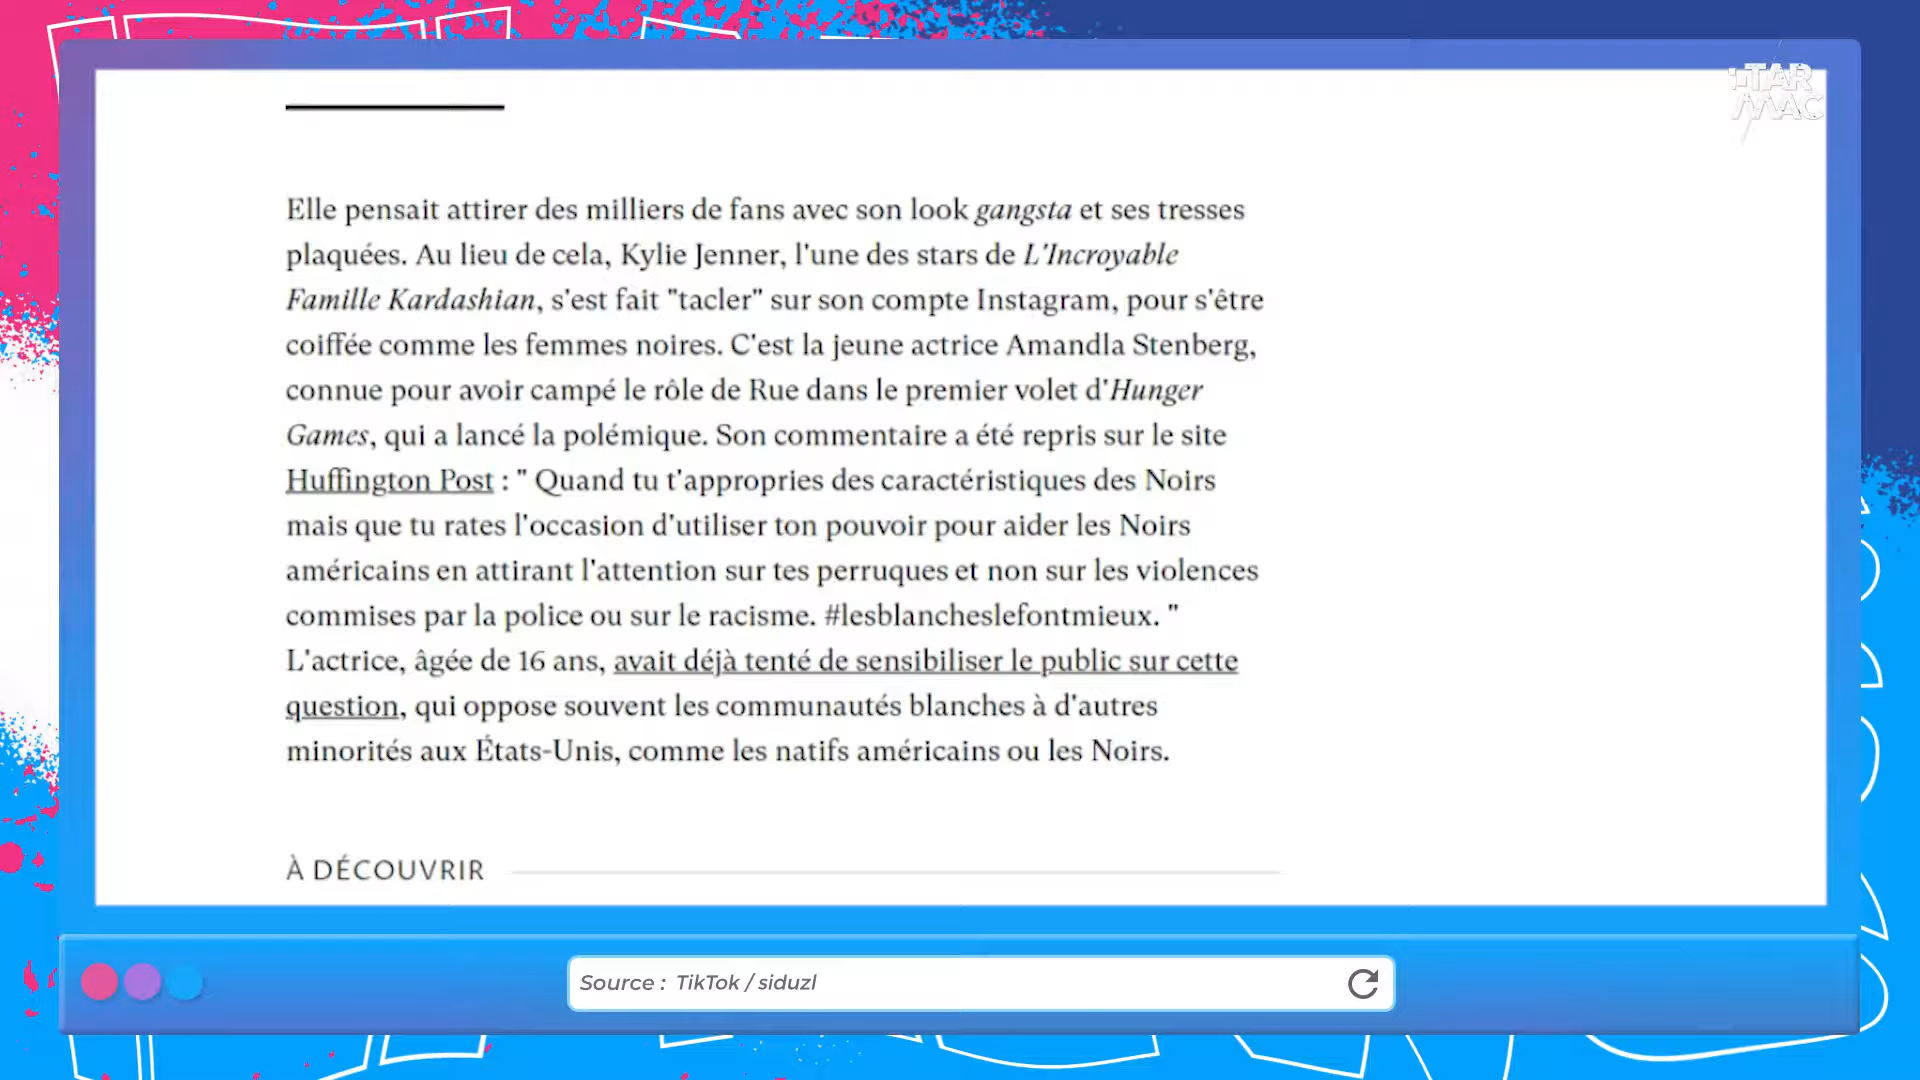 TAR
MAC
Elle pensait attirer des milliers de fans avec son look gangsta et ses tresses
plaquées. Au lieu de cela, Kylie Jenner, l'une des stars de L'Incroyable
Famille Kardashian, s'est fait "tacler" sur son compte Instagram, pour s'être
coiffée comme les femmes noires. C'est la jeune actrice Amandla Stenberg,
connue pour avoir campé le rôle de Rue dans le premier volet d'Hunger
Games, qui a lancé la polémique. Son commentaire a été repris sur le site
Huffington Post : " Quand tu t'appropries des caractéristiques des Noirs
mais que tu rates l'occasion d'utiliser ton pouvoir pour aider les Noirs
américains en attirant l'attention sur tes perruques et non sur les violences
commises par la police ou sur le racisme. #lesblancheslefontmieux. "
L'actrice, âgée de 16 ans, avait déjà tenté de sensibiliser le public sur cette
question, qui oppose souvent les communautés blanches à d'autres
minorités aux États-Unis, comme les natifs américains ou les Noirs.
À DÉCOUVRIR
Source : TikTok / siduzl